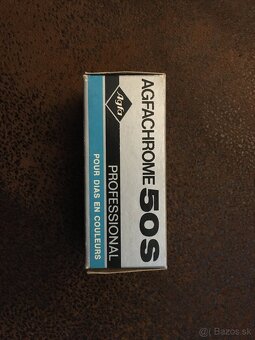 AGFACHROME 50S
Agfa PROFESSIONAL
POUR DIAS EN COULEURS
© Bazos.sk